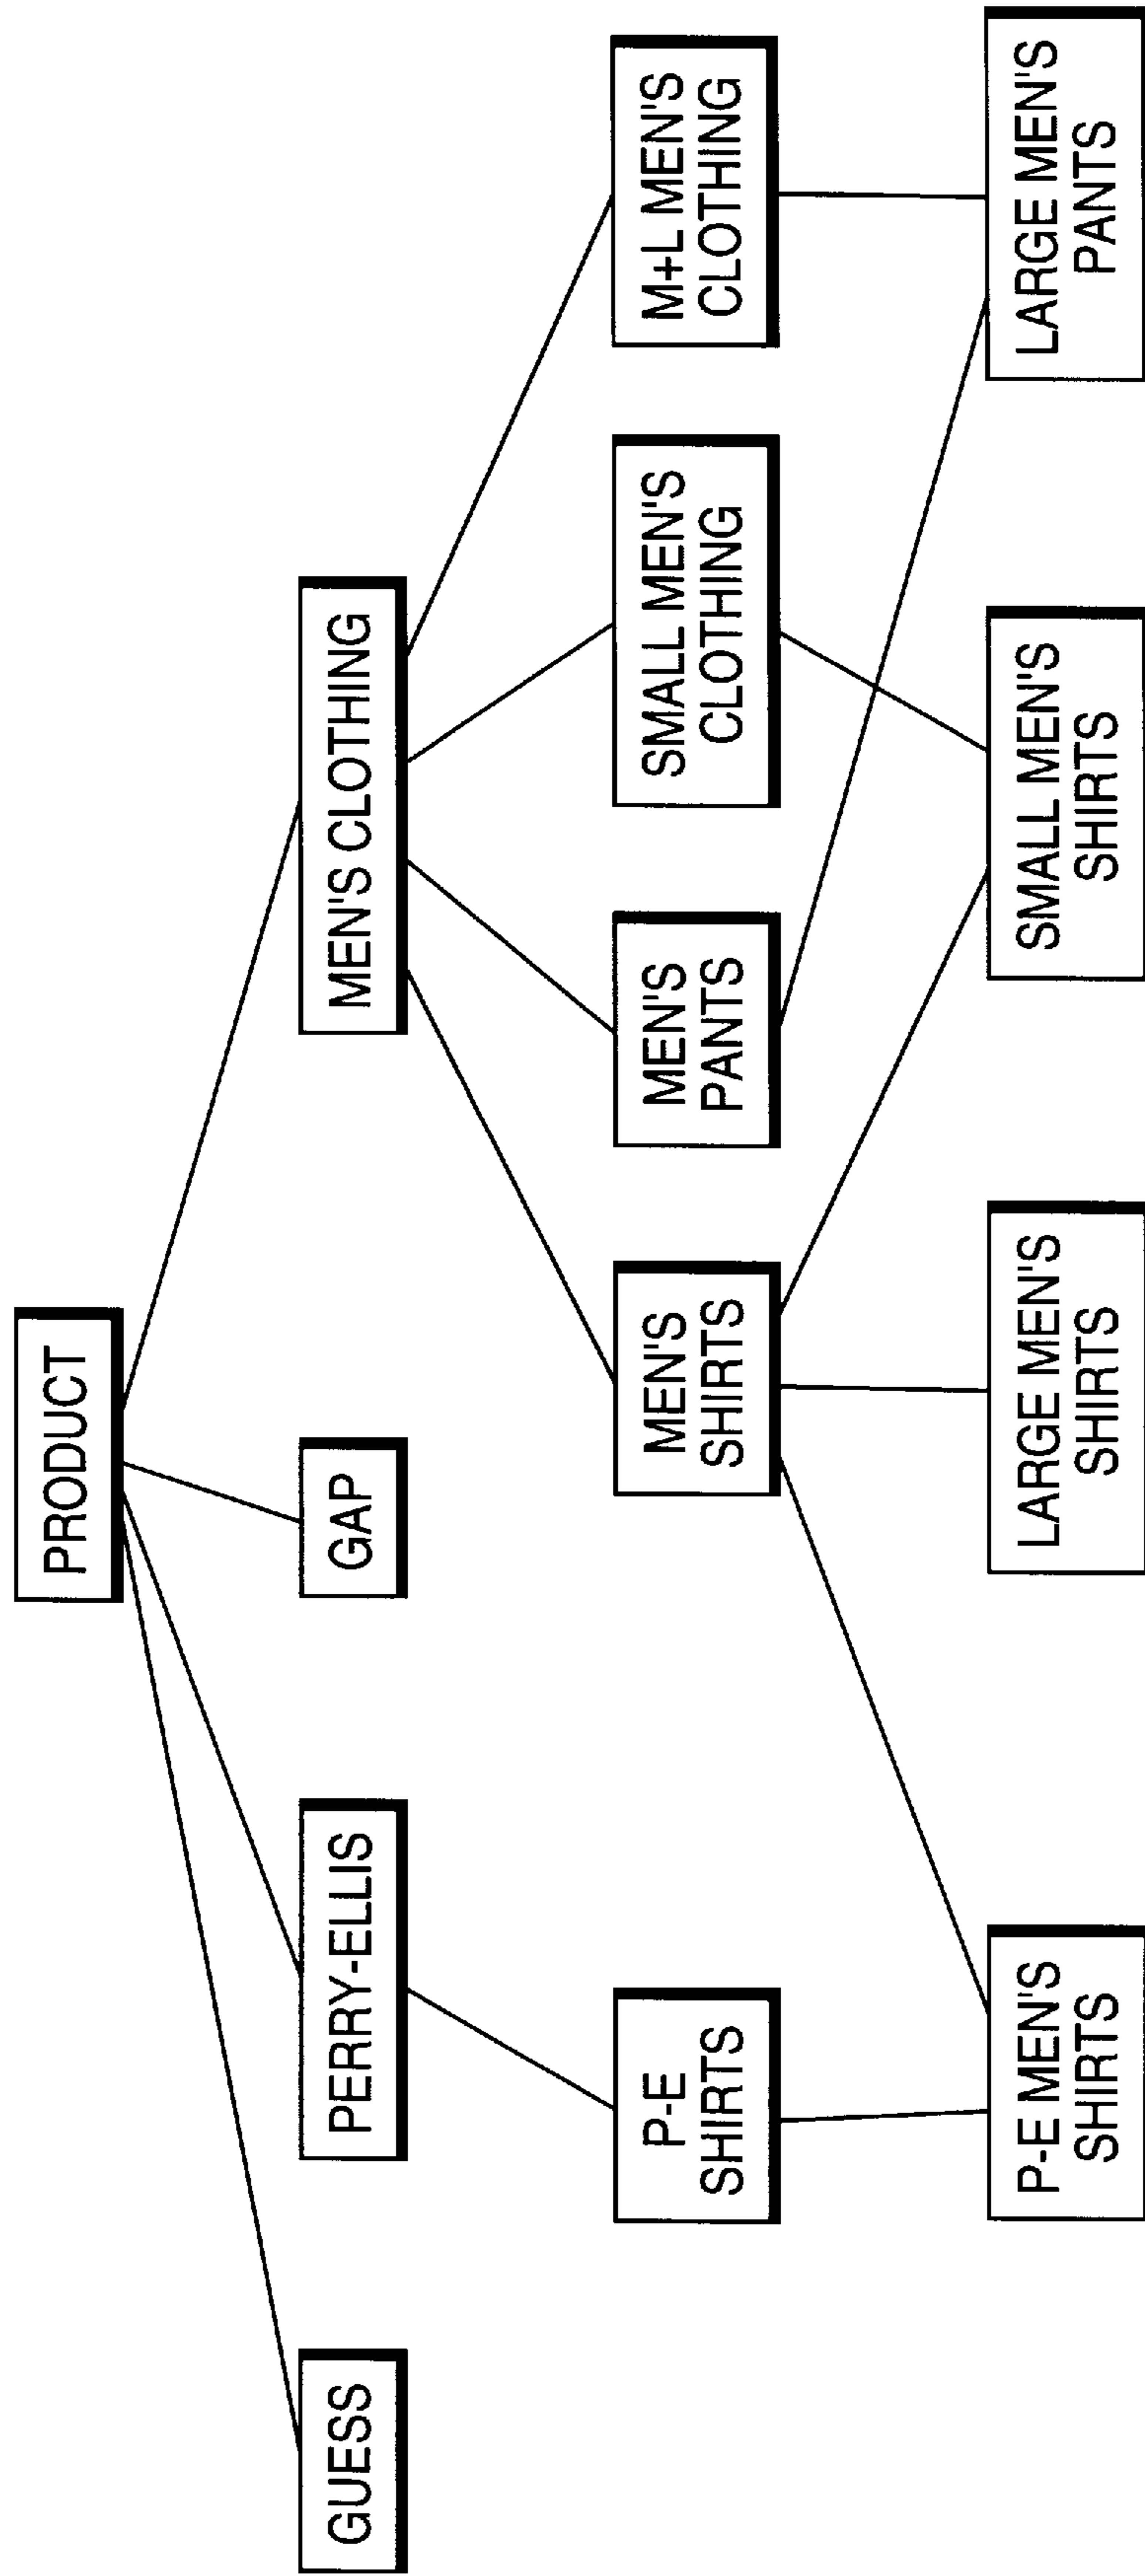 PRODUCT
GUESS
PERRY-ELLIS
GAP
MEN'S CLOTHING
P-E
SHIRTS
MEN'S
SHIRTS
MEN'S
PANTS
SMALL MEN'S
CLOTHING
M+L MEN'S
CLOTHING
P-E MEN'S
SHIRTS
LARGE MEN'S
SHIRTS
SMALL MEN'S
SHIRTS
LARGE MEN'S
PANTS